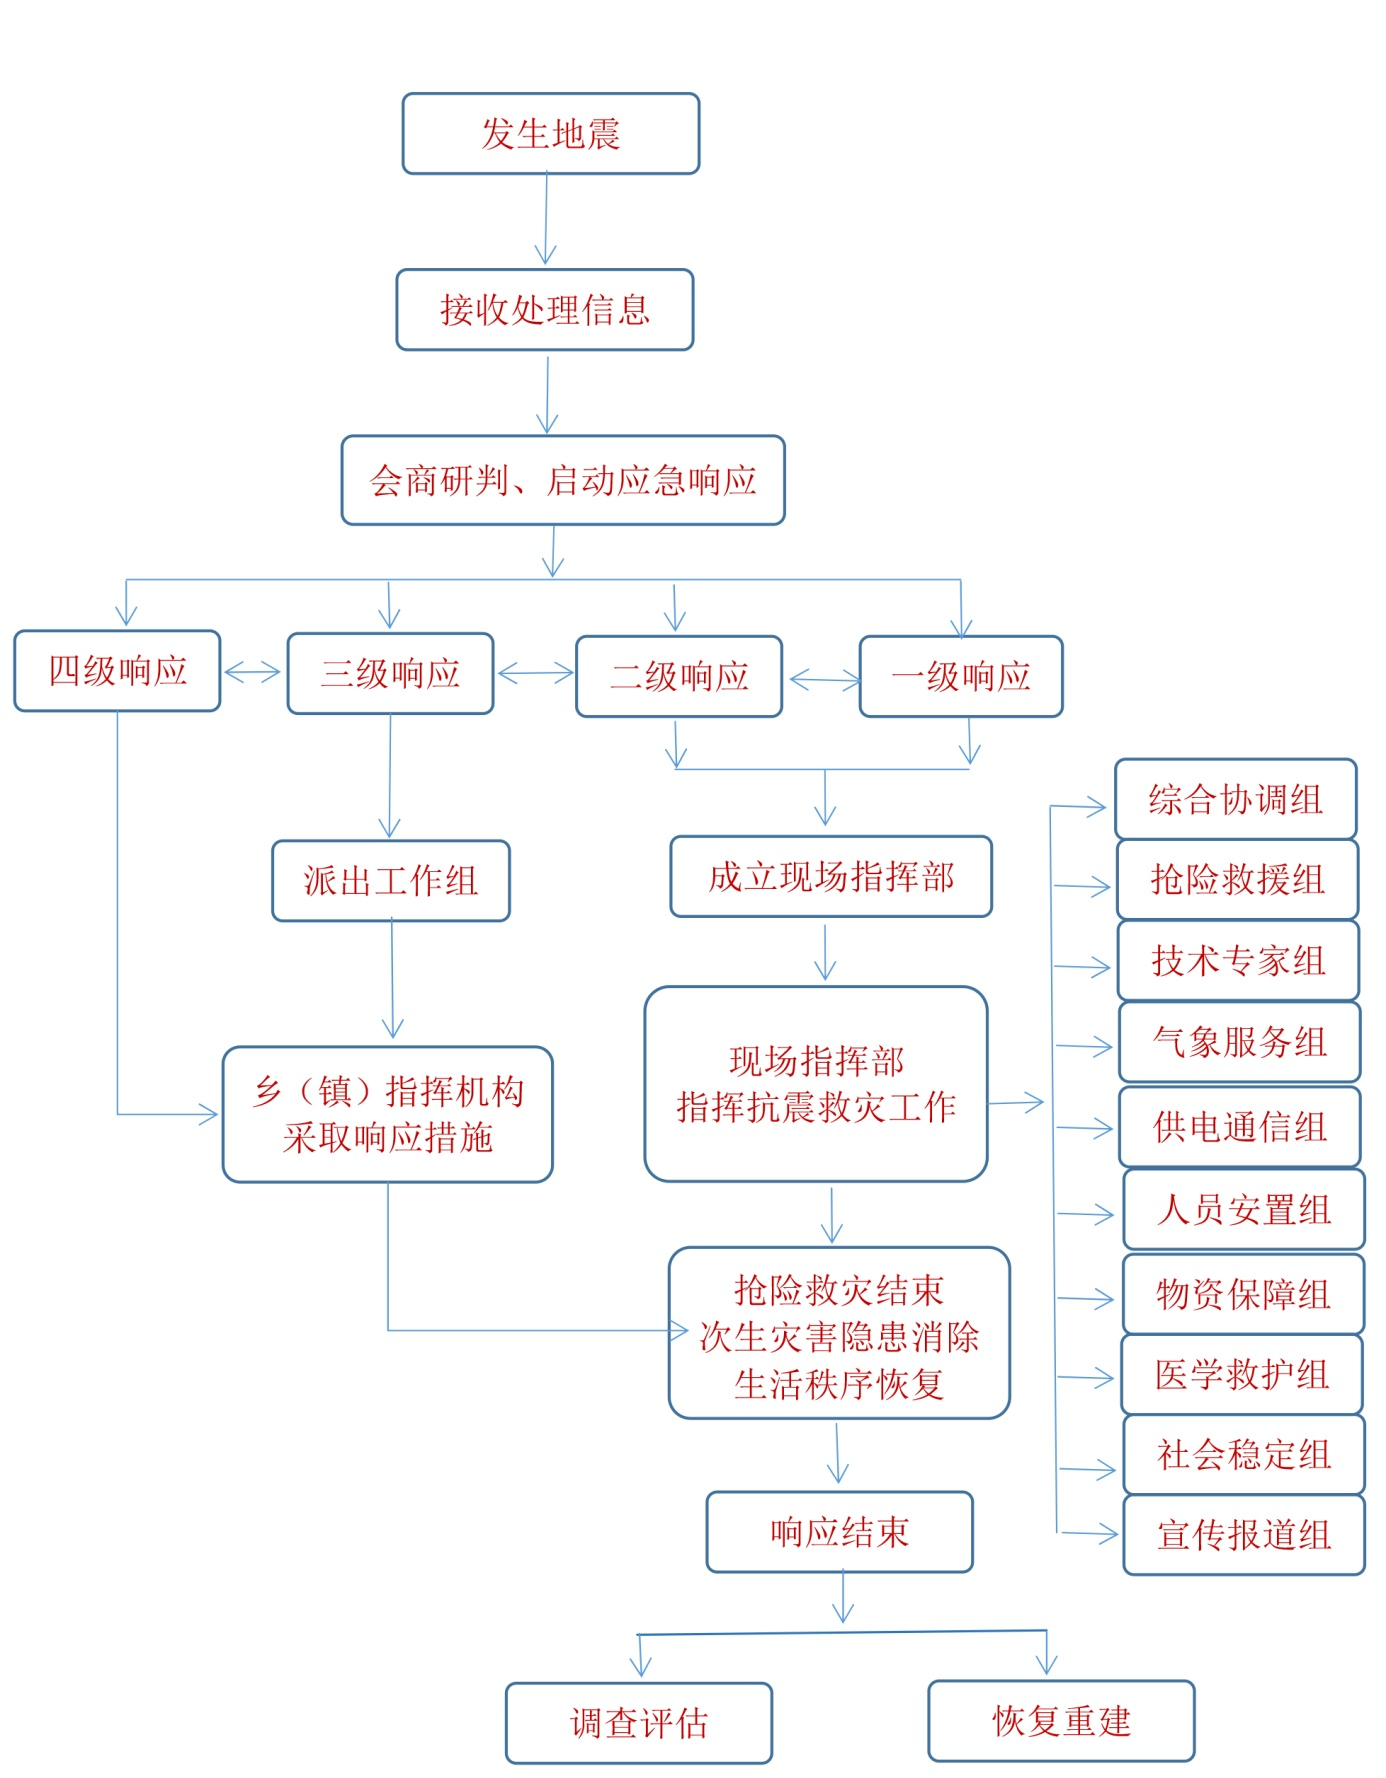 发生地震
接收处理信息
会商研判、启动应急响应
四级响应
三级响应
二级响应
一级响应
派出工作组
成立现场指挥部
乡（镇）指挥机构
采取响应措施
现场指挥部
指挥抗震救灾工作
综合协调组
抢险救援组
技术专家组
气象服务组
供电通信组
人员安置组
物资保障组
医学救护组
社会稳定组
宣传报道组
抢险救灾结束
次生灾害隐患消除
生活秩序恢复
响应结束
调查评估
恢复重建